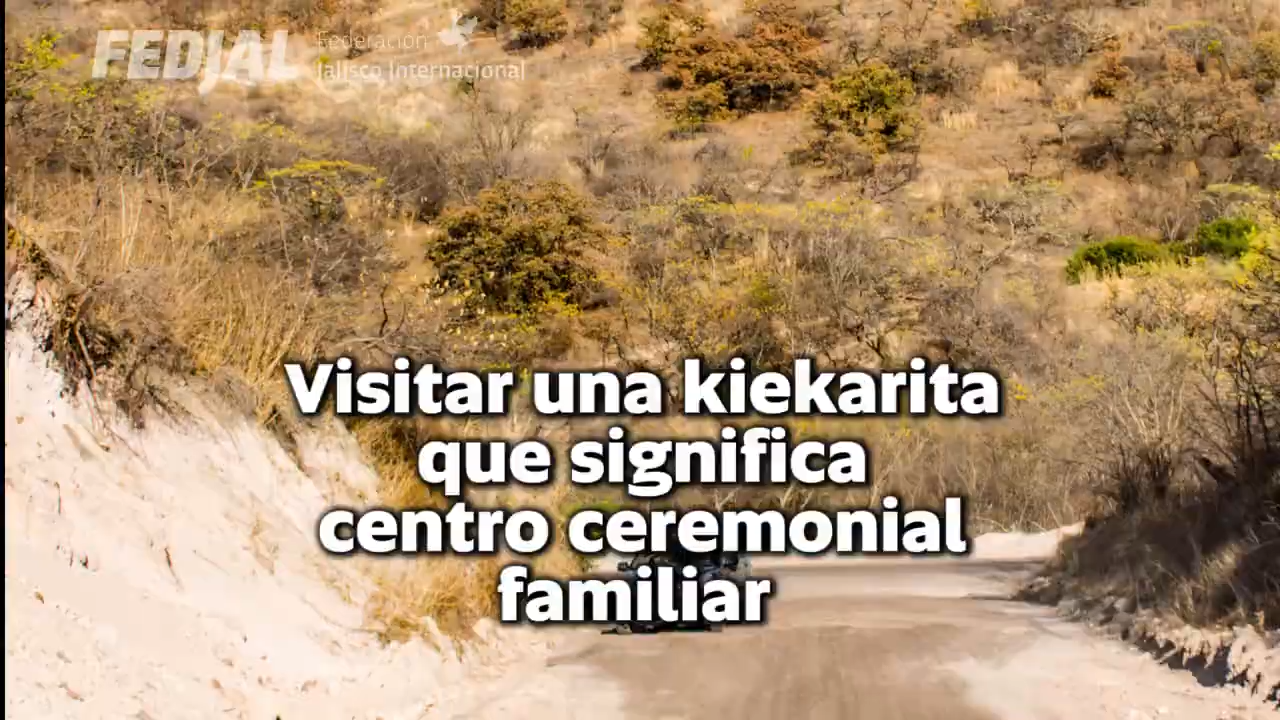 FEDJAL Federación
Jalisco Internacional
Visitar una kiekarita
que significa
centro ceremonial
familiar